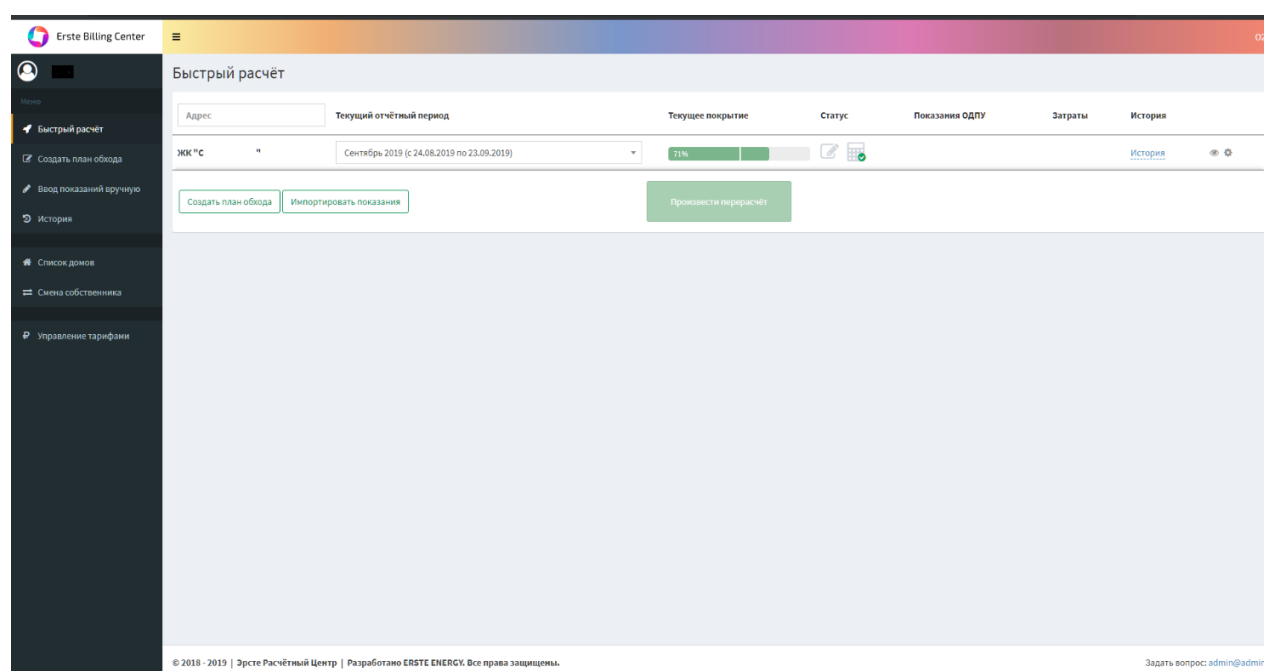 Erste Billing Center
02
Меню
Быстрый расчёт
Создать план обхода
Ввод показаний вручную
История
Список домов
Смена собственника
Управление тарифами
Быстрый расчёт
Адрес Текущий отчётный период Текущее покрытие Статус Показания ОДПУ Затраты История
ЖК "С " Сентябрь 2019 (с 24.08.2019 по 23.09.2019) 71% История
Создать план обхода Импортировать показания Произвести перерасчёт
© 2018 - 2019 | Эрсте Расчётный Центр | Разработано ERSTE ENERGY. Все права защищены. Задать вопрос: admin@admin